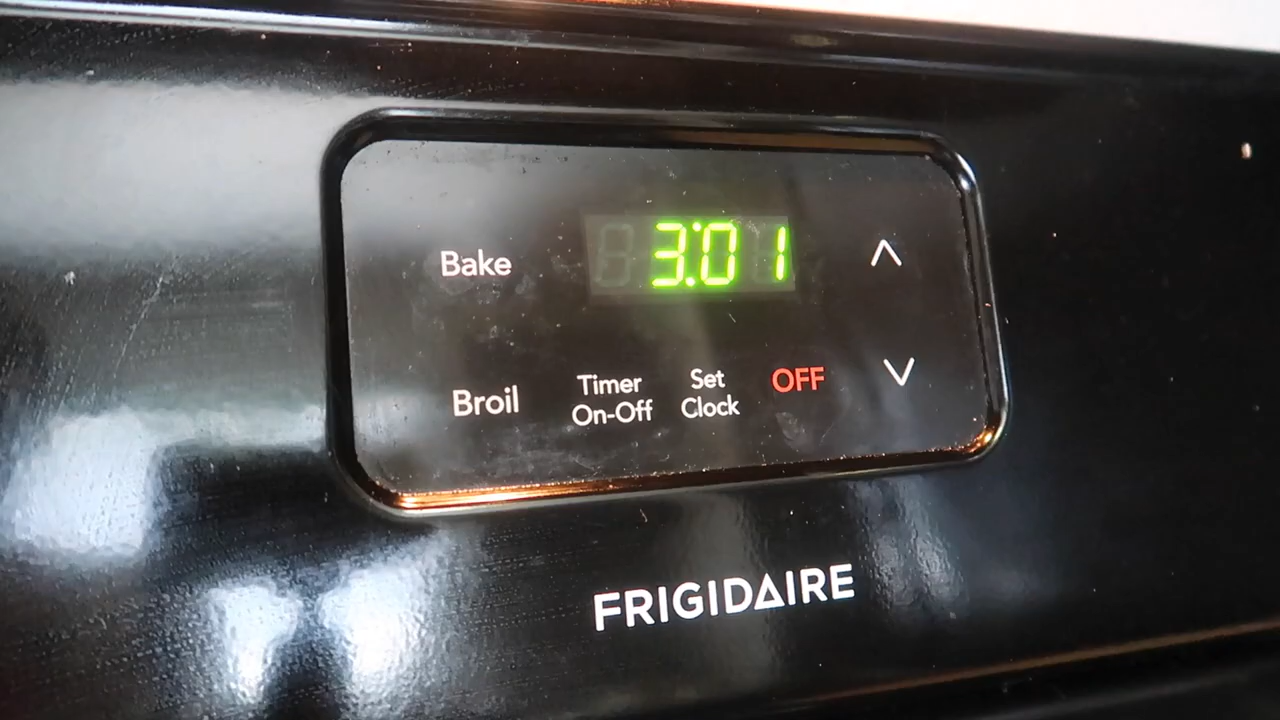 3:01
Bake
Broil
Timer
On-Off
Set
Clock
OFF
FRIGIDAIRE